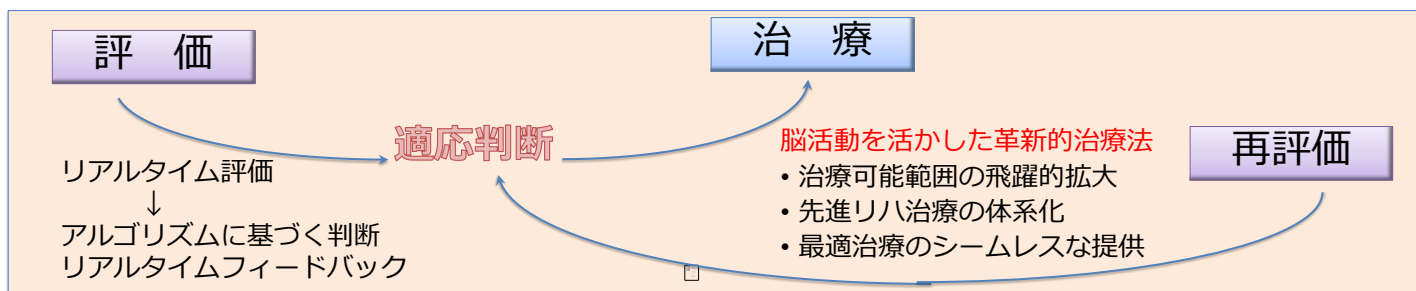 評　価
治　療
適応判断
リアルタイム評価
↓
アルゴリズムに基づく判断
リアルタイムフィードバック
脳活動を活かした革新的治療法
• 治療可能範囲の飛躍的拡大
• 先進リハ治療の体系化
• 最適治療のシームレスな提供
再評価